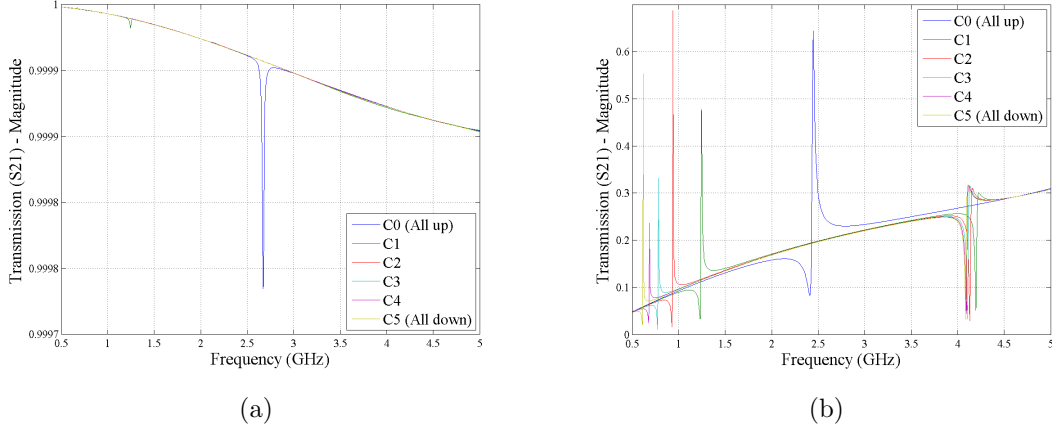 1
0.9999
0.9999
0.9998
0.9998
0.9997
0.5 1 1.5 2 2.5 3 3.5 4 4.5 5
Transmission (S21) - Magnitude
Frequency (GHz)
C0 (All up)
C1
C2
C3
C4
C5 (All down)
(a)
0.6
0.5
0.4
0.3
0.2
0.1
0
0.5 1 1.5 2 2.5 3 3.5 4 4.5 5
Transmission (S21) - Magnitude
Frequency (GHz)
C0 (All up)
C1
C2
C3
C4
C5 (All down)
(b)